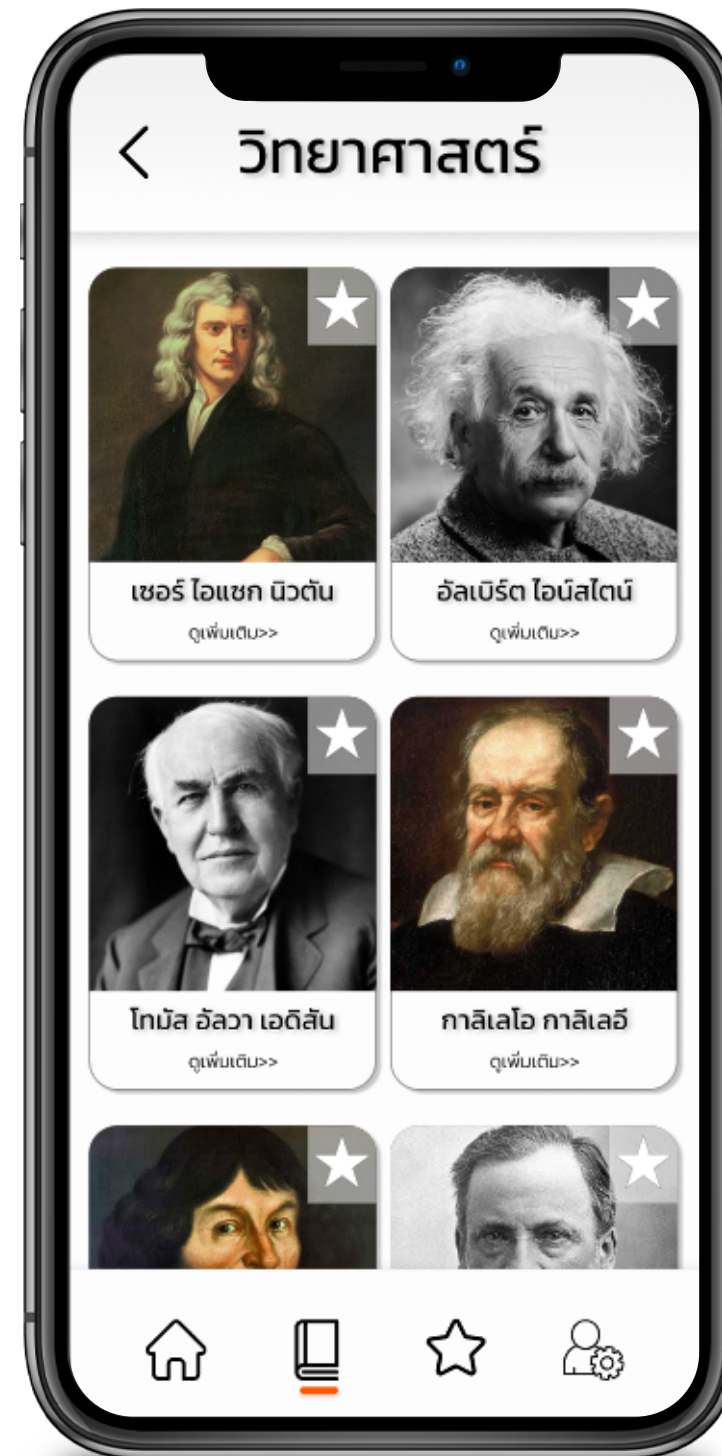 วิทยาศาสตร์
เซอร์ ไอแซก นิวตัน
ดูเพิ่มเติม>>
อัลเบิร์ต ไอน์สไตน์
ดูเพิ่มเติม>>
โทมัส อัลวา เอดิสัน
ดูเพิ่มเติม>>
กาลิเลโอ กาลิเลอี
ดูเพิ่มเติม>>